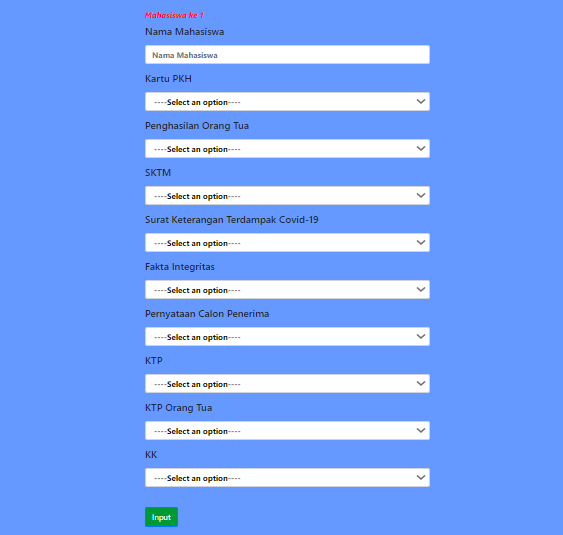 Mahasiswa ke 1
Nama Mahasiswa
Nama Mahasiswa
Kartu PKH
----Select an option----
Penghasilan Orang Tua
----Select an option----
SKTM
----Select an option----
Surat Keterangan Terdampak Covid-19
----Select an option----
Fakta Integritas
----Select an option----
Pernyataan Calon Penerima
----Select an option----
KTP
----Select an option----
KTP Orang Tua
----Select an option----
KK
----Select an option----
Input